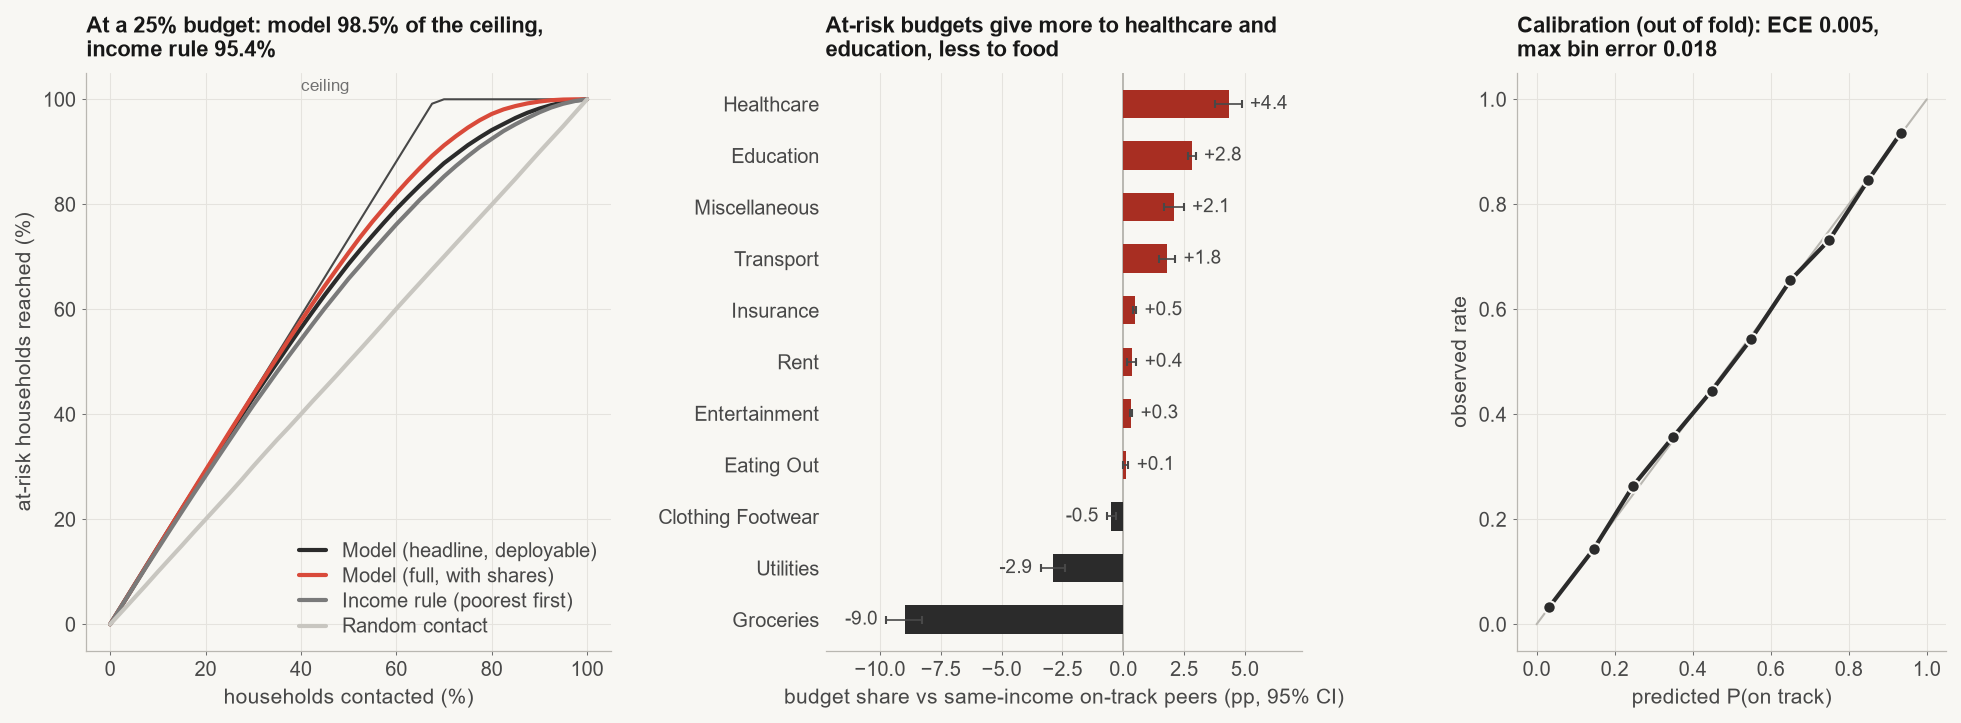 At a 25% budget: model 98.5% of the ceiling,
income rule 95.4%
ceiling
100
80
60
40
20
0
at-risk households reached (%)
Model (headline, deployable)
Model (full, with shares)
Income rule (poorest first)
Random contact
0 20 40 60 80 100
households contacted (%)
At-risk budgets give more to healthcare and
education, less to food
Healthcare +4.4
Education +2.8
Miscellaneous +2.1
Transport +1.8
Insurance +0.5
Rent +0.4
Entertainment +0.3
Eating Out +0.1
Clothing Footwear -0.5
Utilities -2.9
Groceries -9.0
−10.0 −7.5 −5.0 −2.5 0.0 2.5 5.0
budget share vs same-income on-track peers (pp, 95% CI)
Calibration (out of fold): ECE 0.005,
max bin error 0.018
1.0
0.8
0.6
0.4
0.2
0.0
observed rate
0.0 0.2 0.4 0.6 0.8 1.0
predicted P(on track)